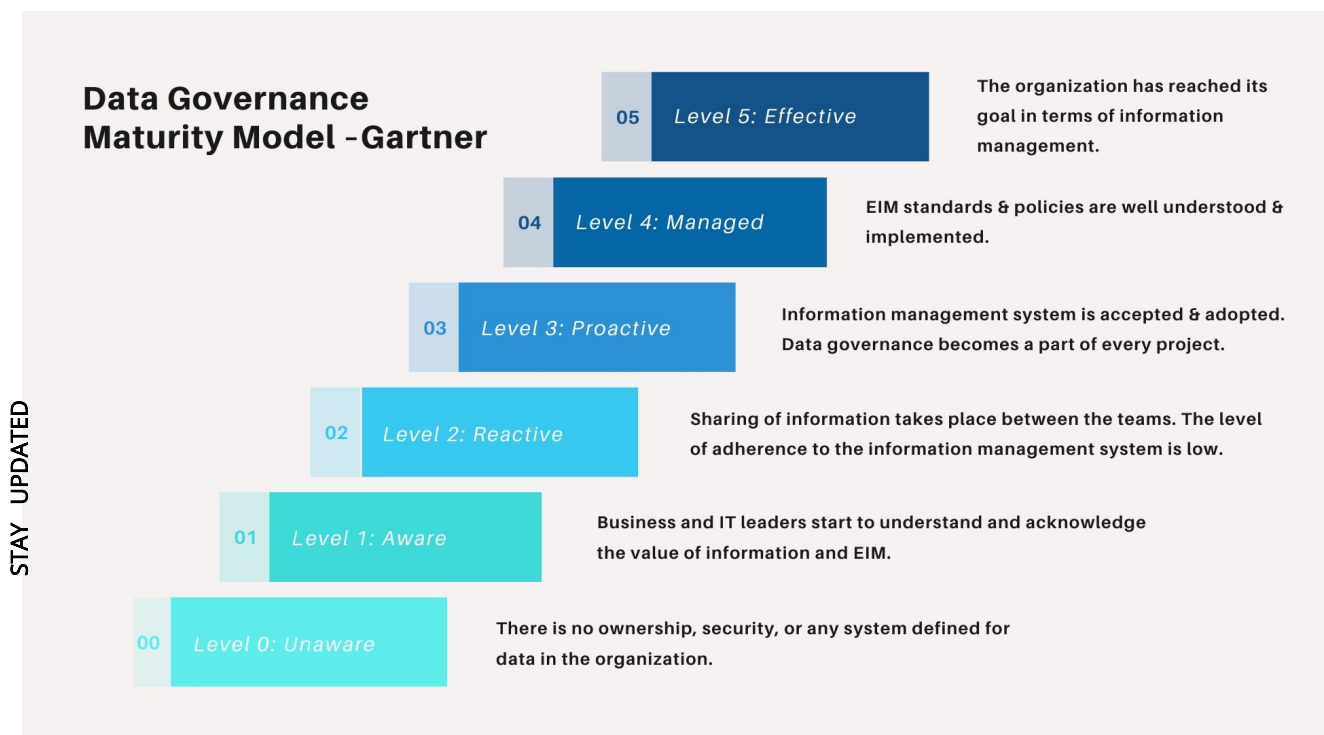 Data Governance
Maturity Model –Gartner
05
Level 5: Effective
The organization has reached its
goal in terms of information
management.
04
Level 4: Managed
EIM standards & policies are well understood &
implemented.
03
Level 3: Proactive
Information management system is accepted & adopted.
Data governance becomes a part of every project.
02
Level 2: Reactive
Sharing of information takes place between the teams. The level
of adherence to the information management system is low.
01
Level 1: Aware
Business and IT leaders start to understand and acknowledge
the value of information and EIM.
00
Level 0: Unaware
There is no ownership, security, or any system defined for
data in the organization.
STAY UPDATED